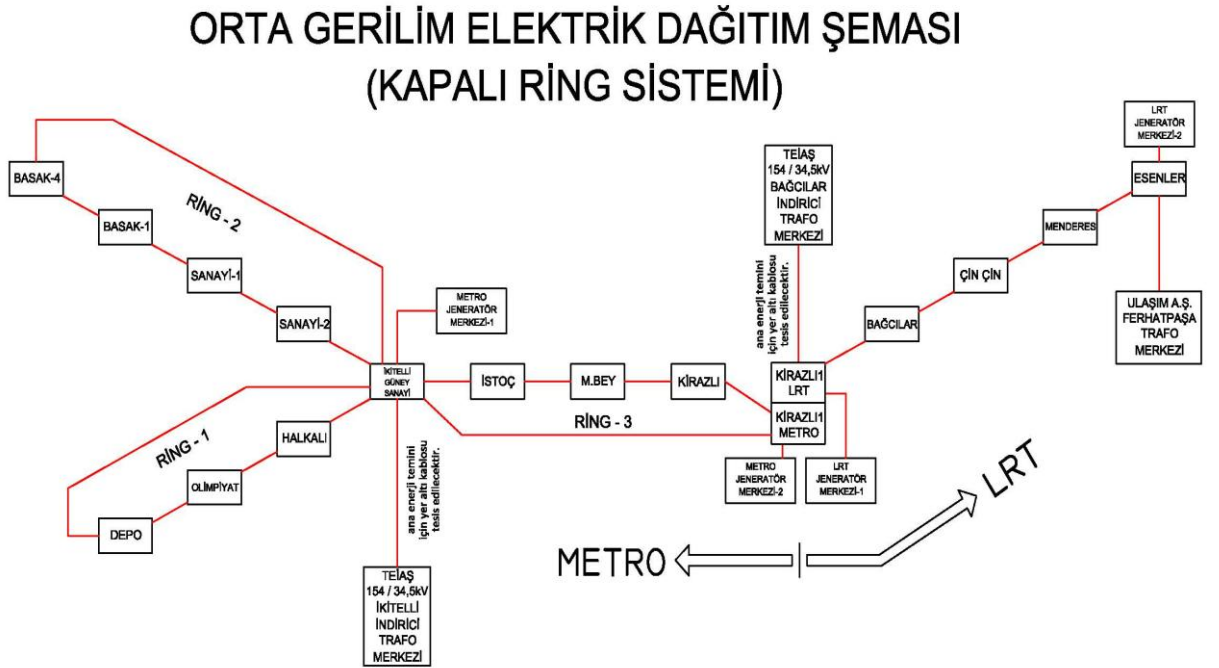 ORTA GERİLİM ELEKTRİK DAĞITIM ŞEMASI
(KAPALI RİNG SİSTEMİ)
LRT
JENERATÖR
MERKEZİ-2
BASAK-4
RİNG - 2
TEİAŞ
154 / 34,5kV
BAĞCILAR
İNDİRİCİ
TRAFO
MERKEZİ
ESENLER
BASAK-1
MENDERES
SANAYİ-1
ÇİN ÇİN
METRO
JENERATÖR
MERKEZİ-1
ana enerji temini
için yer altı kablosu
tesis edilecektir.
SANAYİ-2
BAĞCILAR
ULAŞIM A.Ş.
FERHATPAŞA
TRAFO
MERKEZİ
İKİTELLİ
GÜNEY
SANAYİ
İSTOÇ
M.BEY
KİRAZLI
KİRAZLI1
LRT
KİRAZLI1
METRO
RİNG - 3
RİNG - 1
HALKALI
OLİMPİYAT
DEPO
ana enerji temini
için yer altı kablosu
tesis edilecektir.
METRO
JENERATÖR
MERKEZİ-2
LRT
JENERATÖR
MERKEZİ-1
LRT
METRO
TEİAŞ
154 / 34,5kV
İKİTELLİ
İNDİRİCİ
TRAFO
MERKEZİ